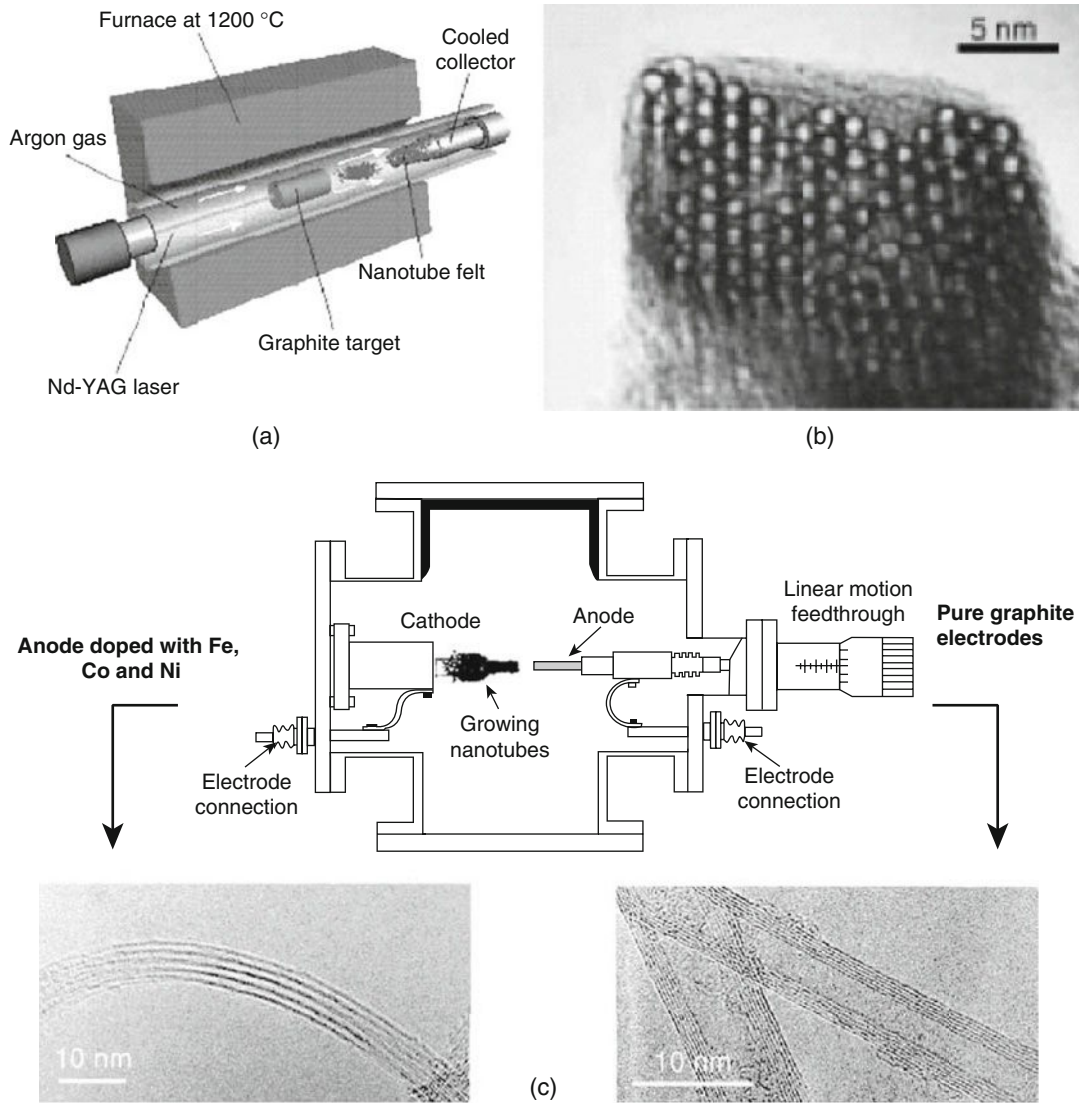 Furnace at 1200 °C
Cooled
collector
Argon gas
Nanotube felt
Graphite target
Nd-YAG laser
(a)
5 nm
(b)
Linear motion
feedthrough
Pure graphite
electrodes
Cathode
Anode
Anode doped with Fe,
Co and Ni
Growing
nanotubes
Electrode
connection
Electrode
connection
10 nm
10 nm
(c)